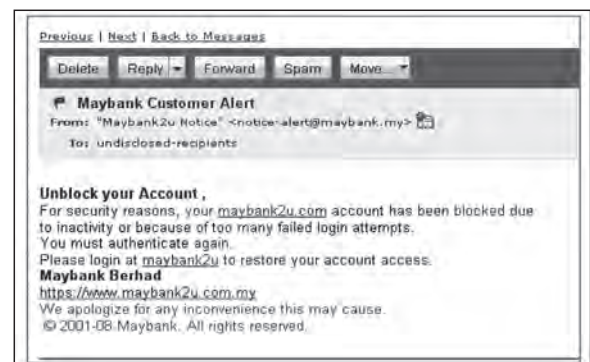 Previous | Next | Back to Messages
Delete Reply Forward Spam Move...
Maybank Customer Alert
From: "Maybank2u Notice" <notice-alert@maybank.my>
To: undisclosed-recipients
Unblock your Account ,
For security reasons, your maybank2u.com account has been blocked due
to inactivity or because of too many failed login attempts.
You must authenticate again.
Please login at maybank2u to restore your account access.
Maybank Berhad
https://www.maybank2u.com.my
We apologize for any inconvenience this may cause.
© 2001-08 Maybank. All rights reserved.